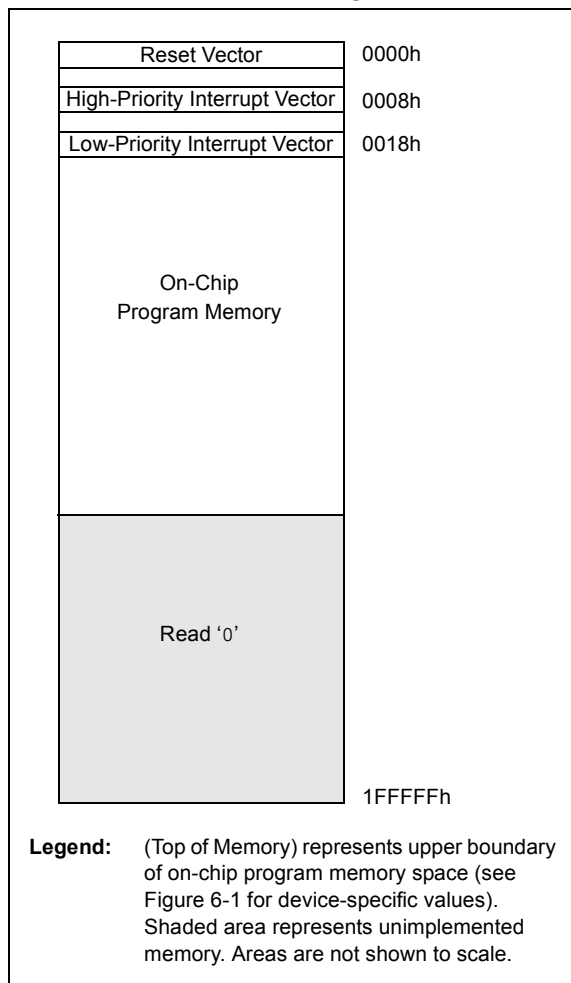 Reset Vector 0000h
High-Priority Interrupt Vector 0008h
Low-Priority Interrupt Vector 0018h
On-Chip
Program Memory
Read ‘0’
1FFFFFh
Legend: (Top of Memory) represents upper boundary
of on-chip program memory space (see
Figure 6-1 for device-specific values).
Shaded area represents unimplemented
memory. Areas are not shown to scale.